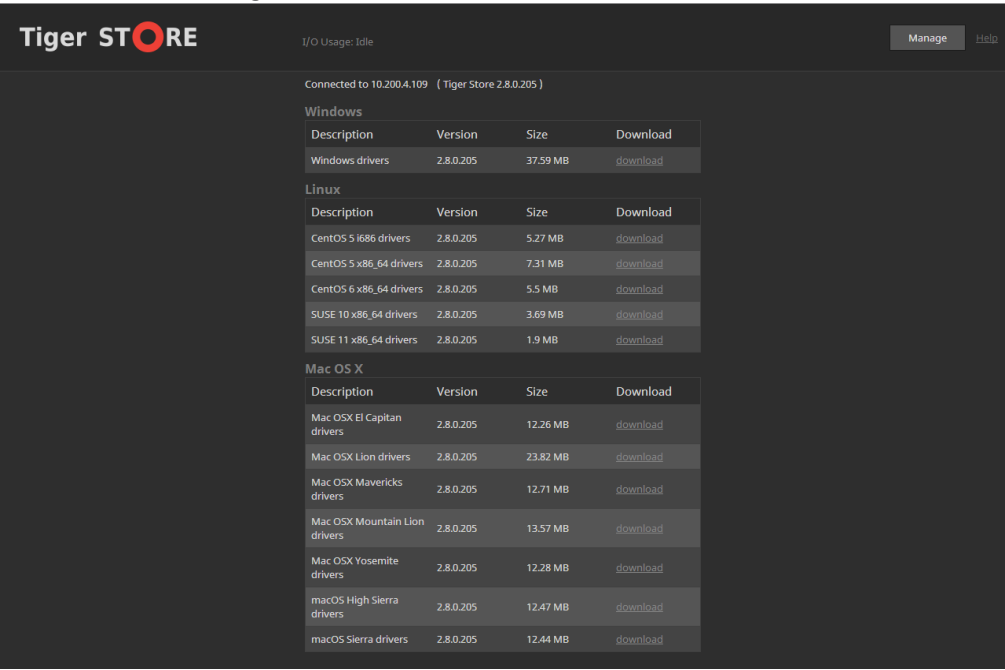 Tiger STORE
I/O Usage: Idle
Manage
Help
Connected to 10.200.4.109 ( Tiger Store 2.8.0.205 )
Windows
Description Version Size Download
Windows drivers 2.8.0.205 37.59 MB download
Linux
Description Version Size Download
CentOS 5 i686 drivers 2.8.0.205 5.27 MB download
CentOS 5 x86_64 drivers 2.8.0.205 7.31 MB download
CentOS 6 x86_64 drivers 2.8.0.205 5.5 MB download
SUSE 10 x86_64 drivers 2.8.0.205 3.69 MB download
SUSE 11 x86_64 drivers 2.8.0.205 1.9 MB download
Mac OS X
Description Version Size Download
Mac OSX El Capitan
drivers 2.8.0.205 12.26 MB download
Mac OSX Lion drivers 2.8.0.205 23.82 MB download
Mac OSX Mavericks
drivers 2.8.0.205 12.71 MB download
Mac OSX Mountain Lion
drivers 2.8.0.205 13.57 MB download
Mac OSX Yosemite
drivers 2.8.0.205 12.28 MB download
macOS High Sierra
drivers 2.8.0.205 12.47 MB download
macOS Sierra drivers 2.8.0.205 12.44 MB download